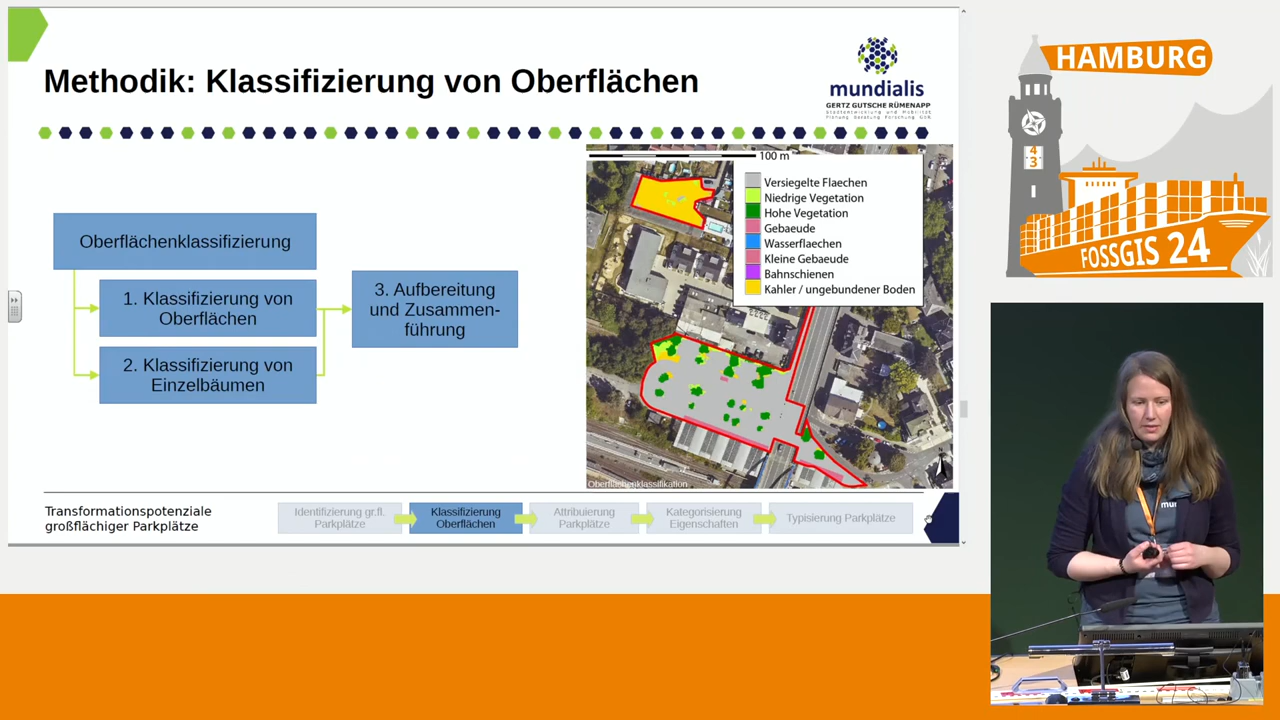 Methodik: Klassifizierung von Oberflächen
mundialis
GERTZ GUTSCHE RÜMENAPP
Stadtentwicklung und Mobilität
Planung Beratung Forschung GbR
Oberflächenklassifizierung
1. Klassifizierung von
Oberflächen
2. Klassifizierung von
Einzelbäumen
3. Aufbereitung
und Zusammen-
führung
100 m
Versiegelte Flaechen
Niedrige Vegetation
Hohe Vegetation
Gebaeude
Wasserflaechen
Kleine Gebaeude
Bahnschienen
Kahler / ungebundener Boden
Oberflächenklassifikation
Transformationspotenziale
großflächiger Parkplätze
Identifizierung gr.fl.
Parkplätze
Klassifizierung
Oberflächen
Attribuierung
Parkplätze
Kategorisierung
Eigenschaften
Typisierung Parkplätze
HAMBURG
4
3
FOSSGIS 24
mun